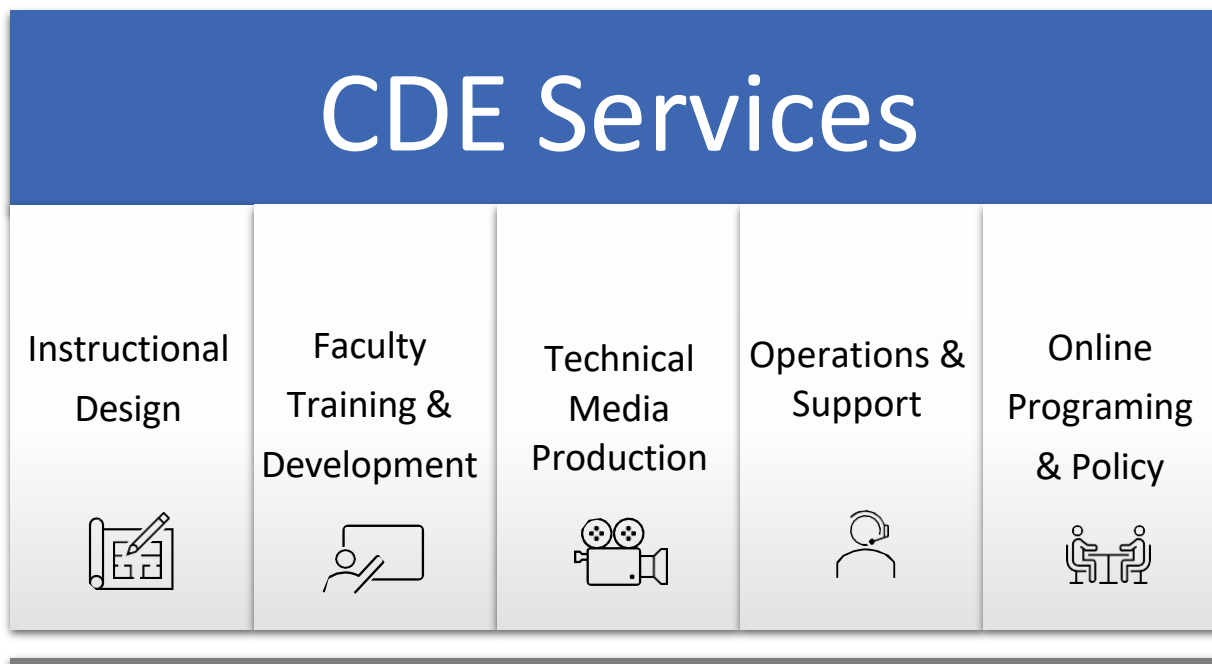 CDE Services
Instructional
Design
Faculty
Training &
Development
Technical
Media
Production
Operations &
Support
Online
Programing
& Policy